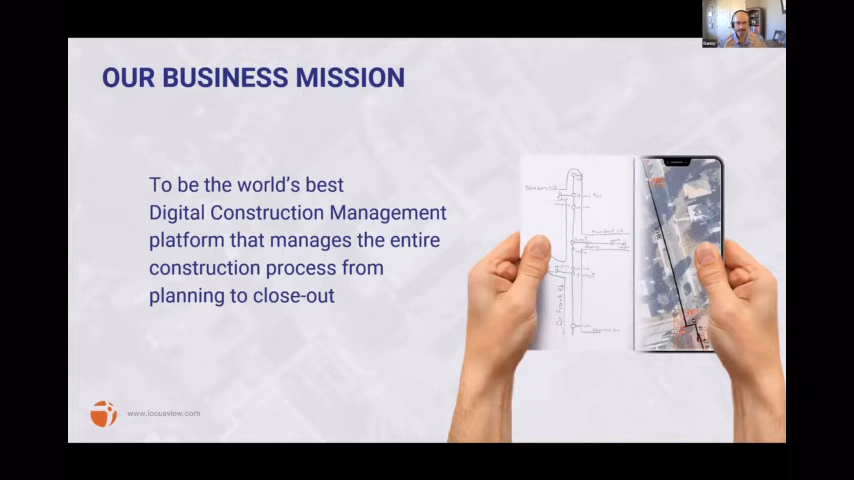 OUR BUSINESS MISSION
To be the world's best
Digital Construction Management
platform that manages the entire
construction process from
planning to close-out
www.locusview.com